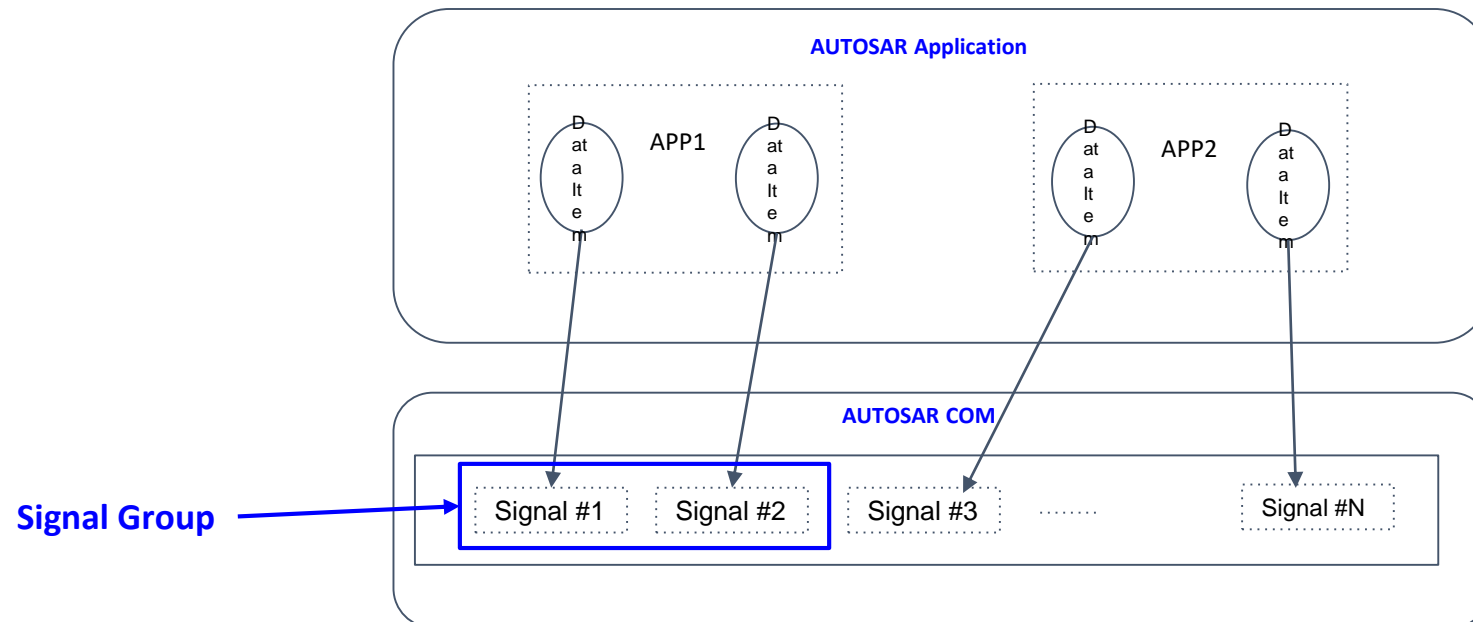 AUTOSAR Application
D
at
a
It
e
m
APP1
D
at
a
It
e
m
D
at
a
It
e
m
APP2
D
at
a
It
e
m
AUTOSAR COM
Signal Group
Signal #1
Signal #2
Signal #3
........
Signal #N